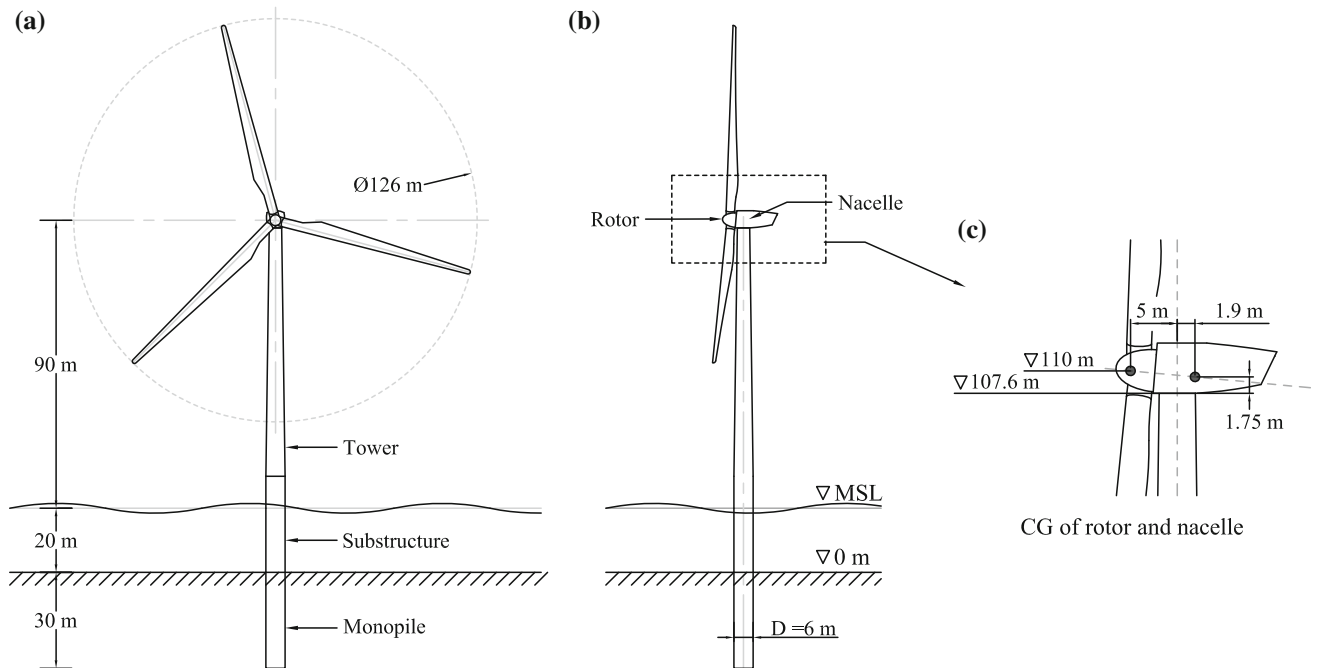 (a)
Ø126 m
90 m
Tower
20 m
Substructure
30 m
Monopile
(b)
Rotor
Nacelle
▽ MSL
▽ 0 m
D =6 m
(c)
5 m
1.9 m
▽ 110 m
▽ 107.6 m
1.75 m
CG of rotor and nacelle